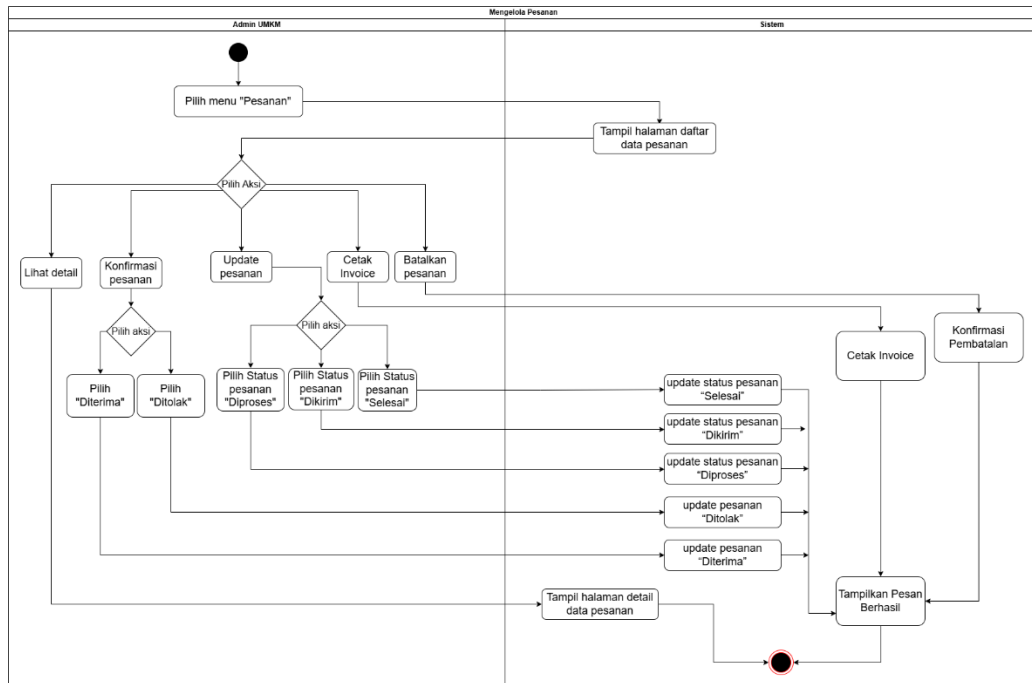 Mengelola Pesanan
Admin UMKM
Sistem
Pilih menu "Pesanan"
Tampil halaman daftar
data pesanan
Pilih Aksi
Lihat detail
Konfirmasi
pesanan
Update
pesanan
Cetak
Invoice
Batalkan
pesanan
Pilih aksi
Pilih aksi
Cetak Invoice
Konfirmasi
Pembatalan
Pilih
"Diterima"
Pilih
"Ditolak"
Pilih Status
pesanan
"Diproses"
Pilih Status
pesanan
"Dikirim"
Pilih Status
pesanan
"Selesai"
update status pesanan
“Selesai”
update status pesanan
“Dikirim”
update status pesanan
“Diproses”
update pesanan
“Ditolak”
update pesanan
“Diterima”
Tampil halaman detail
data pesanan
Tampilkan Pesan
Berhasil